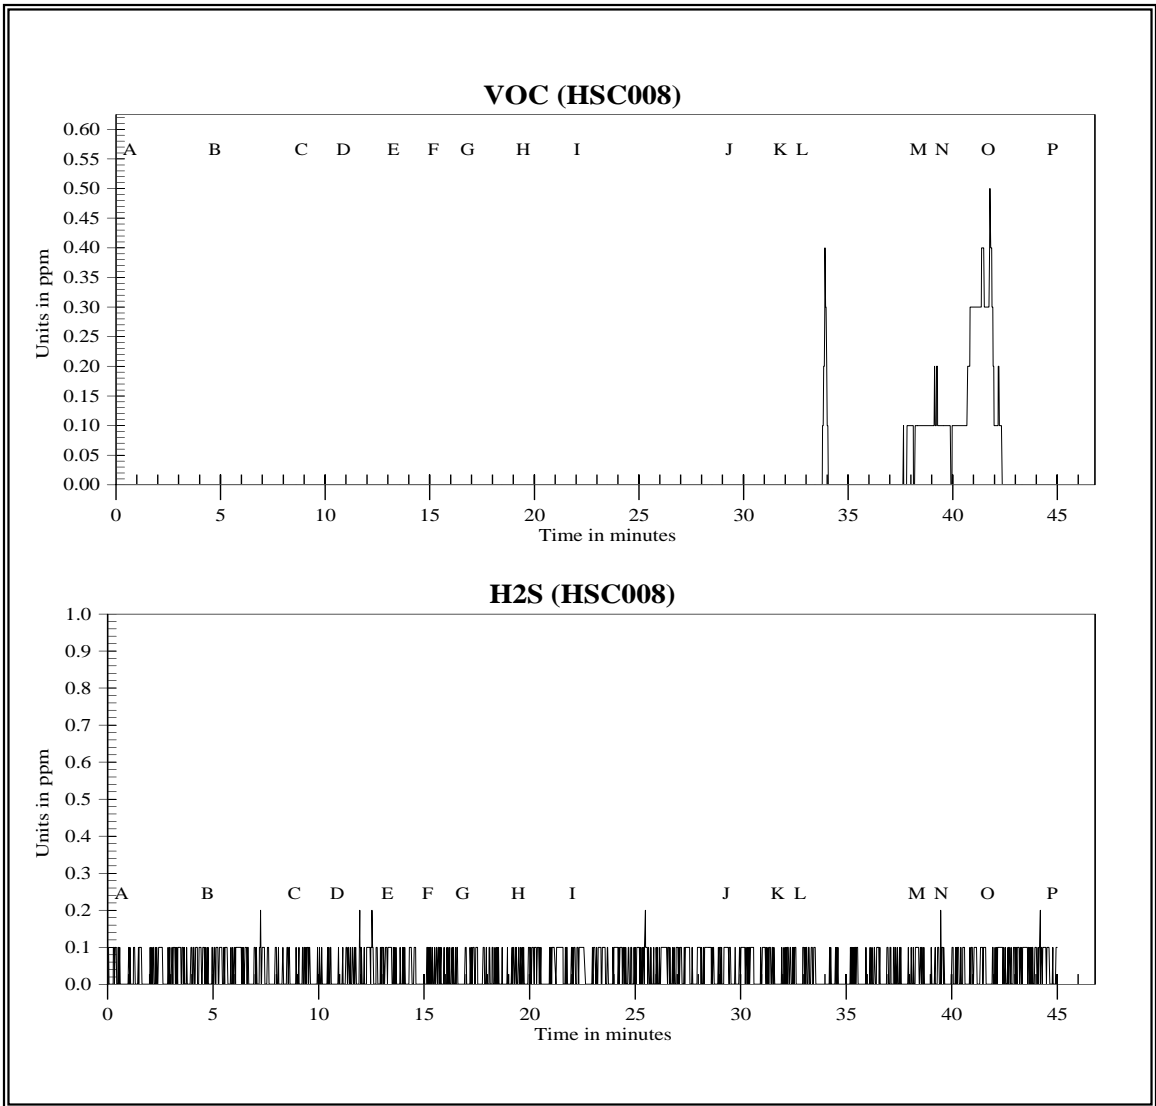 VOC (HSC008)
0.60
0.55
0.50
0.45
0.40
0.35
0.30
0.25
0.20
0.15
0.10
0.05
0.00
Units in ppm
A B C D E F G H I J K L M N O P
0 5 10 15 20 25 30 35 40 45
Time in minutes
H2S (HSC008)
1.0
0.9
0.8
0.7
0.6
0.5
0.4
0.3
0.2
0.1
0.0
Units in ppm
A B C D E F G H I J K L M N O P
0 5 10 15 20 25 30 35 40 45
Time in minutes